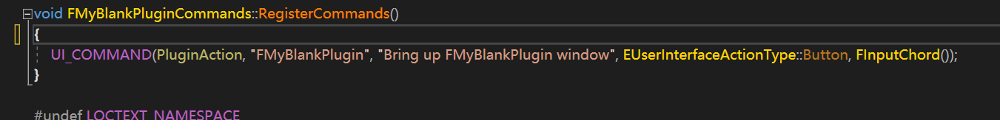 void FMyBlankPluginCommands::RegisterCommands()
{
UI_COMMAND(PluginAction, "FMyBlankPlugin", "Bring up FMyBlankPlugin window", EUserInterfaceActionType::Button, FInputChord());
}
#undef LOCTEXT_NAMESPACE